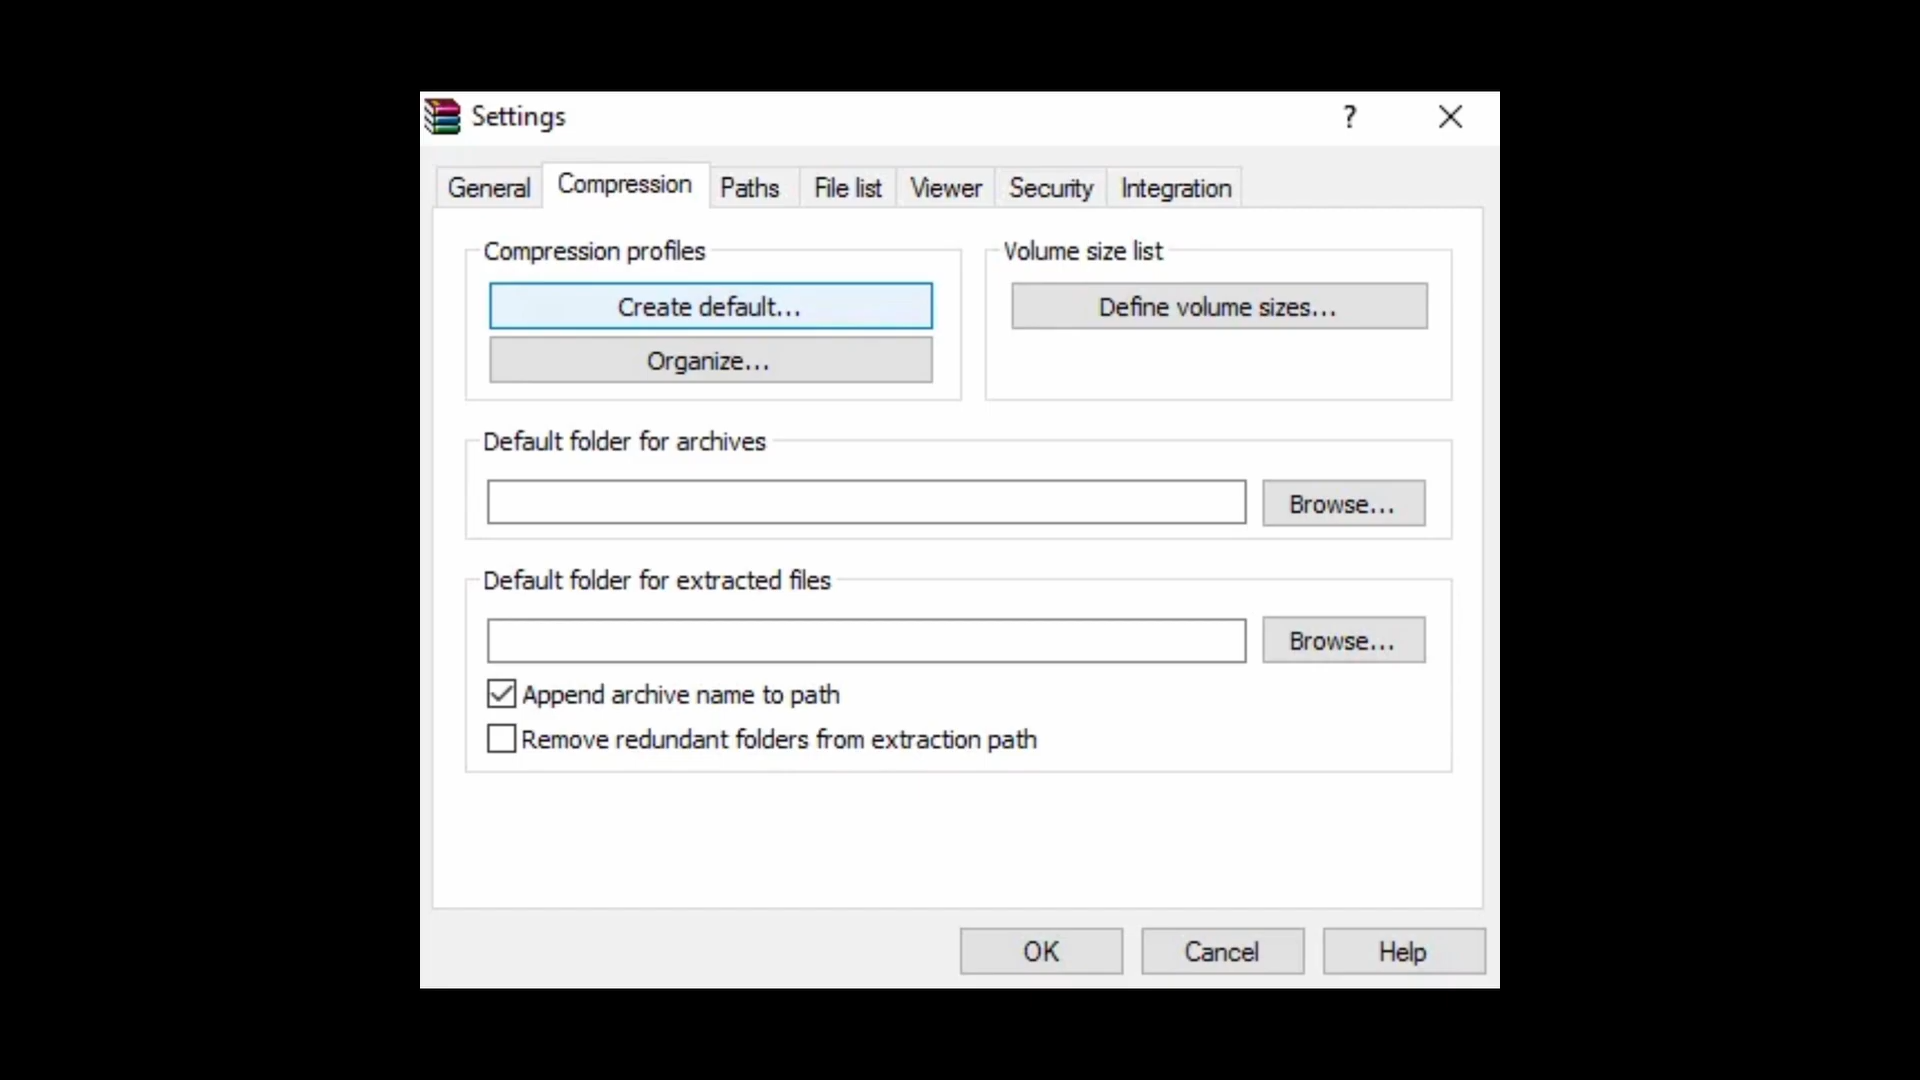 Settings
?
General Compression Paths File list Viewer Security Integration
Compression profiles
Create default...
Organize...
Volume size list
Define volume sizes...
Default folder for archives
Browse...
Default folder for extracted files
Browse...
Append archive name to path
Remove redundant folders from extraction path
OK Cancel Help